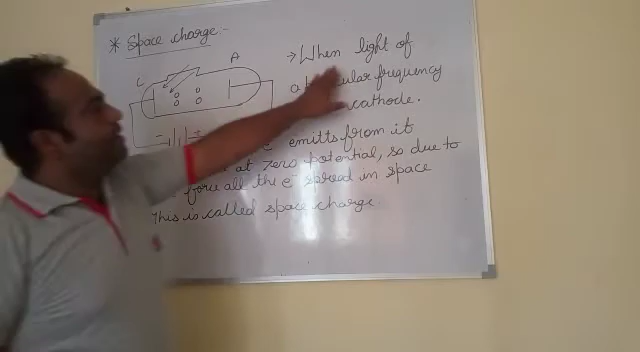 * Space charge:-
→ When light of
C
A
a frequency
cathode.
- +
e⁻ emitts from it
at zero potential, so due to
force all the e⁻ spread in space
This is called space charge.